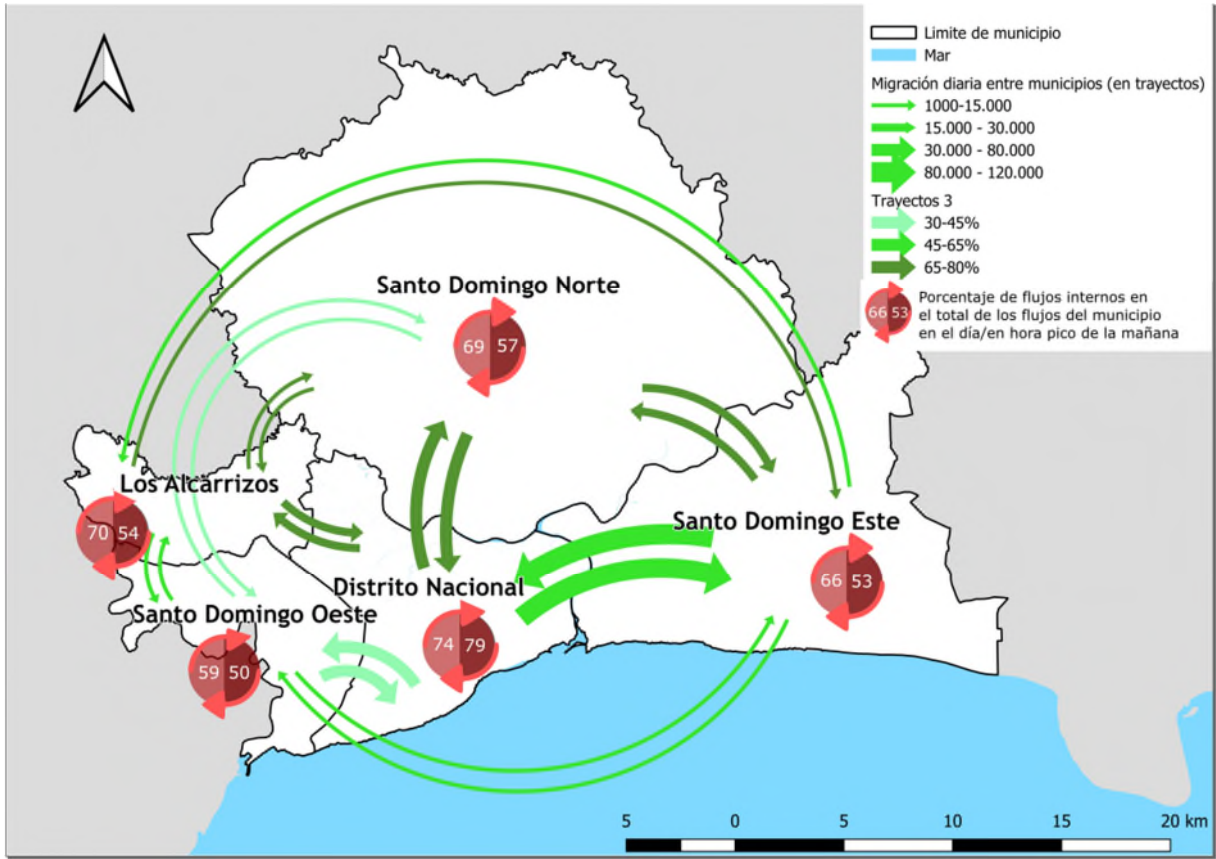 Limite de municipio
Mar
Migración diaria entre municipios (en trayectos)
1000-15.000
15.000 - 30.000
30.000 - 80.000
80.000 - 120.000
Trayectos 3
30-45%
45-65%
65-80%
66 53
Porcentaje de flujos internos en
el total de los flujos del municipio
en el día/en hora pico de la mañana
Santo Domingo Norte
69 57
Los Alcarrizos
70 54
Santo Domingo Este
66 53
Distrito Nacional
74 79
Santo Domingo Oeste
59 50
5 0 5 10 15 20 km